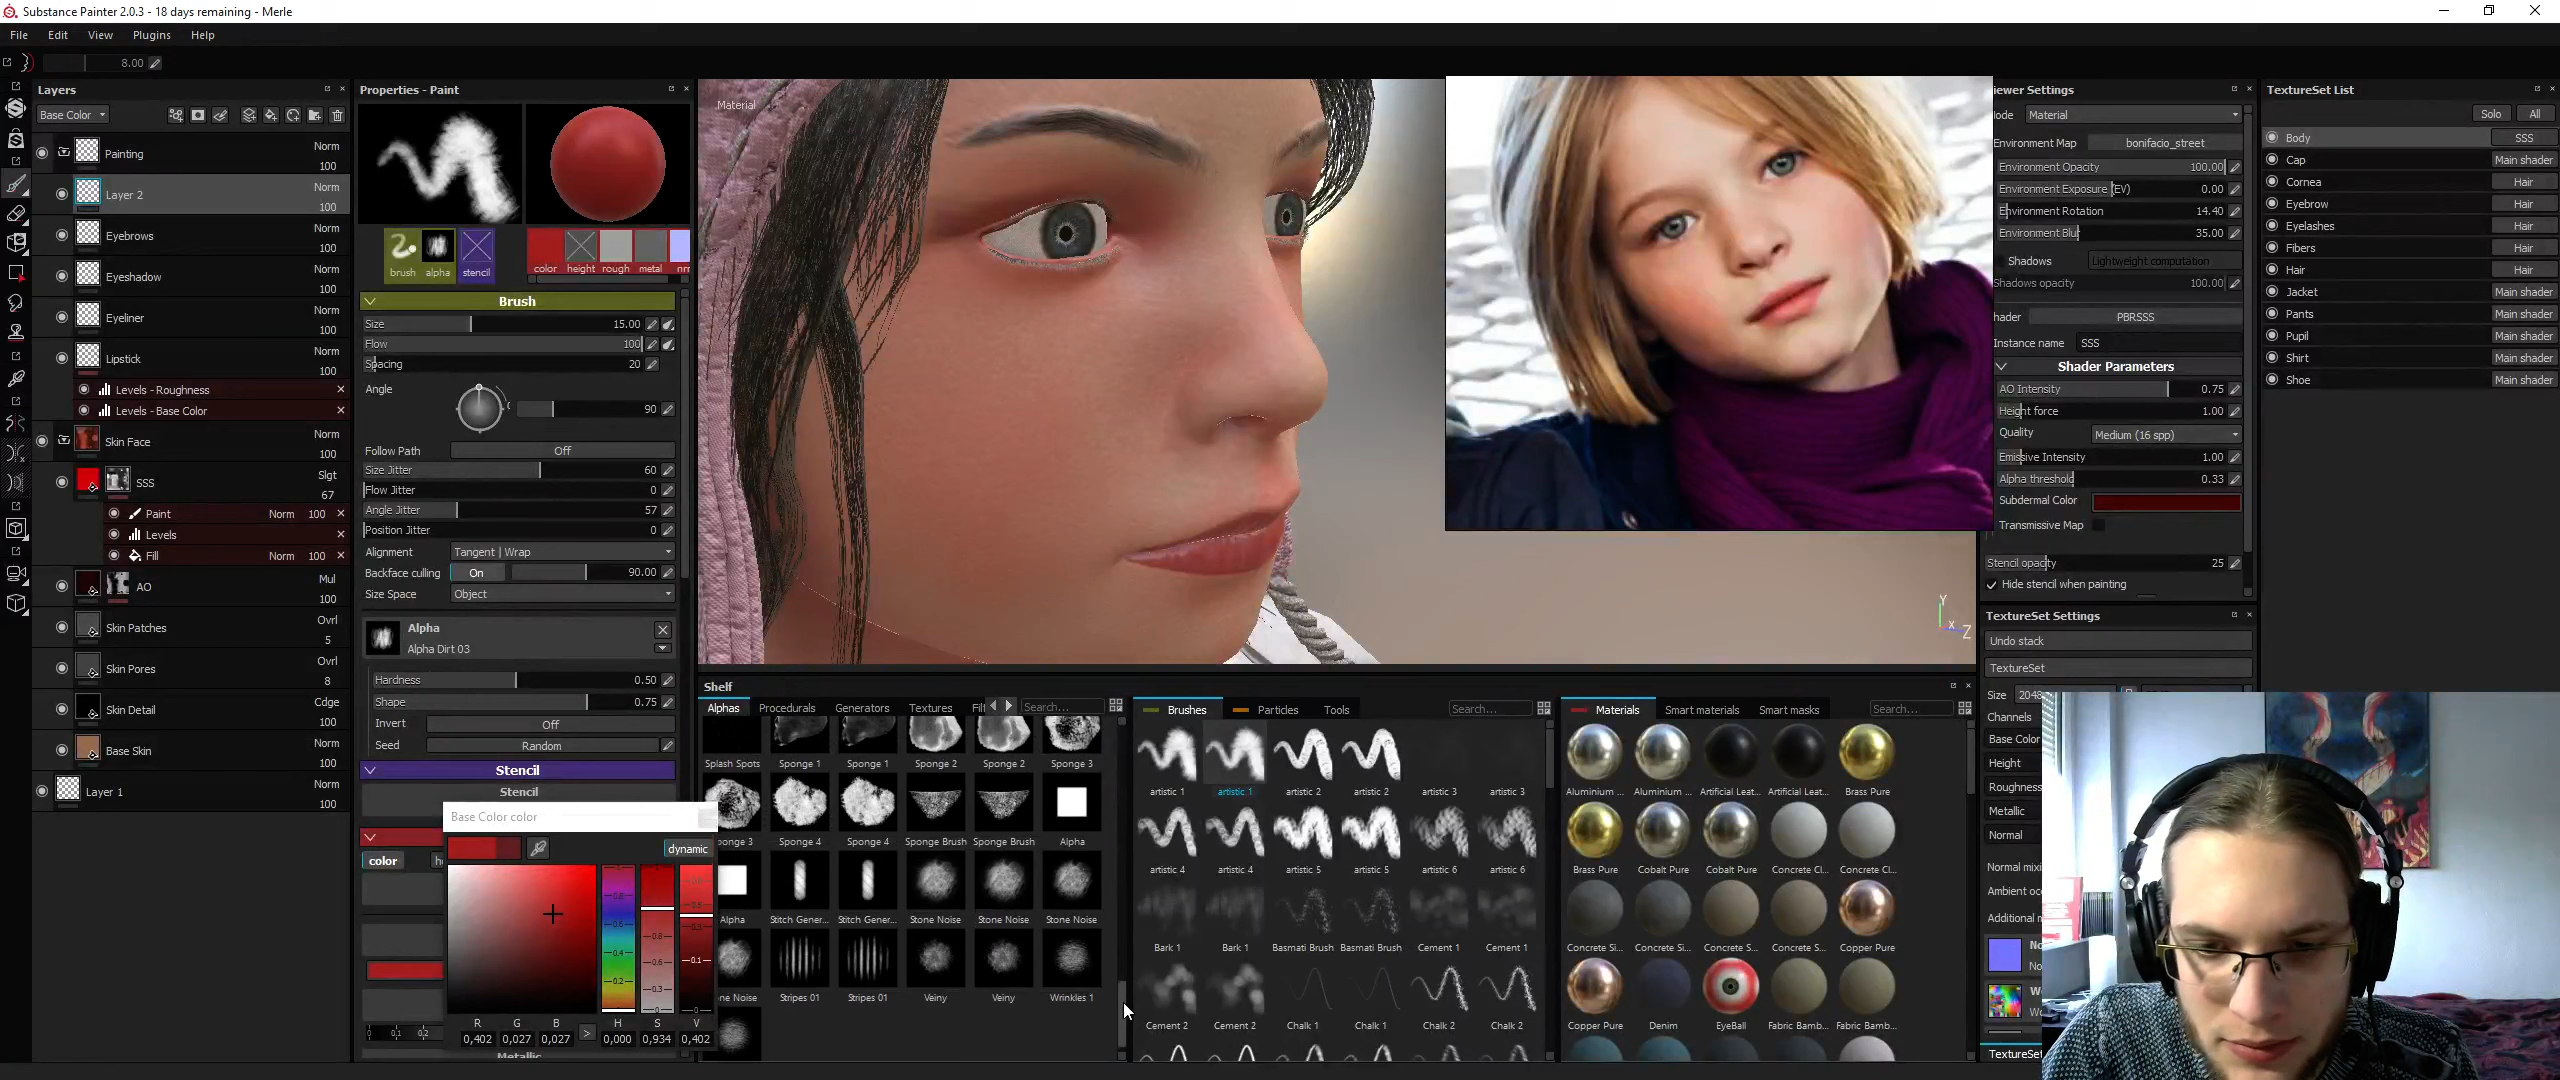 Substance Painter 2.0.3 - 18 days remaining - Merle
File Edit View Plugins Help
8.00
Layers
Base Color
Painting Norm 100
Layer 2 Norm 100
Eyebrows Norm 100
Eyeshadow Norm 100
Eyeliner Norm 100
Lipstick Norm 100
Levels - Roughness
Levels - Base Color
Skin Face Norm 100
SSS Slgt 67
Paint Norm 100
Levels
Fill Norm 100
AO Mul 100
Skin Patches Ovrl 5
Skin Pores Ovrl 8
Skin Detail Cdge 100
Base Skin Norm 100
Layer 1 Norm 100
Properties - Paint
brush alpha stencil color height rough metal nrm
Brush
Size 15.00
Flow 100
Spacing 20
Angle 90
Follow Path Off
Size Jitter 60
Flow Jitter 0
Angle Jitter 57
Position Jitter 0
Alignment Tangent | Wrap
Backface culling On 90.00
Size Space Object
Alpha
Alpha Dirt 03
Hardness 0.50
Shape 0.75
Invert Off
Seed Random
Stencil
Stencil
color
Base Color color
dynamic
R G B H S V
0,402 0,027 0,027 > 0,000 0,934 0,402
Metallic
Material
Y X Z
Shelf
Alphas Procedurals Generators Textures Search...
Splash Spots Sponge 1 Sponge 1 Sponge 2 Sponge 2 Sponge 3
Sponge 4 Sponge 4 Sponge Brush Sponge Brush Alpha
Alpha Stitch Gener... Stitch Gener... Stone Noise Stone Noise Stone Noise
Stripes 01 Stripes 01 Veiny Veiny Wrinkles 1
Brushes Particles Tools Search...
artistic 1 artistic 1 artistic 2 artistic 2 artistic 3 artistic 3
artistic 4 artistic 4 artistic 5 artistic 5 artistic 6 artistic 6
Bark 1 Bark 1 Basmati Brush Basmati Brush Cement 1 Cement 1
Cement 2 Cement 2 Chalk 1 Chalk 1 Chalk 2 Chalk 2
Materials Smart materials Smart masks Search...
Aluminium ... Aluminium ... Artificial Leat... Artificial Leat... Brass Pure
Brass Pure Cobalt Pure Cobalt Pure Concrete Cl... Concrete Cl...
Concrete Si... Concrete Si... Concrete S... Concrete S... Copper Pure
Copper Pure Denim EyeBall Fabric Bamb... Fabric Bamb...
iewer Settings
lode Material
Environment Map bonifacio_street
Environment Opacity 100.00
Environment Exposure (EV) 0.00
Environment Rotation 14.40
Environment Blur 35.00
Shadows Lightweight computation
Shadows opacity 100.00
hader PBRSSS
Instance name SSS
Shader Parameters
AO Intensity 0.75
Height force 1.00
Quality Medium (16 spp)
Emissive Intensity 1.00
Alpha threshold 0.33
Subdermal Color
Transmissive Map
Stencil opacity 25
Hide stencil when painting
TextureSet Settings
Undo stack
TextureSet
Size 2048
Channels
Base Color
Height
Roughness
Metallic
Normal
Normal mixi
Ambient oc
Additional m
TextureSet
TextureSet List
Solo All
Body SSS
Cap Main shader
Cornea Hair
Eyebrow Hair
Eyelashes Hair
Fibers Hair
Hair Hair
Jacket Main shader
Pants Main shader
Pupil Main shader
Shirt Main shader
Shoe Main shader